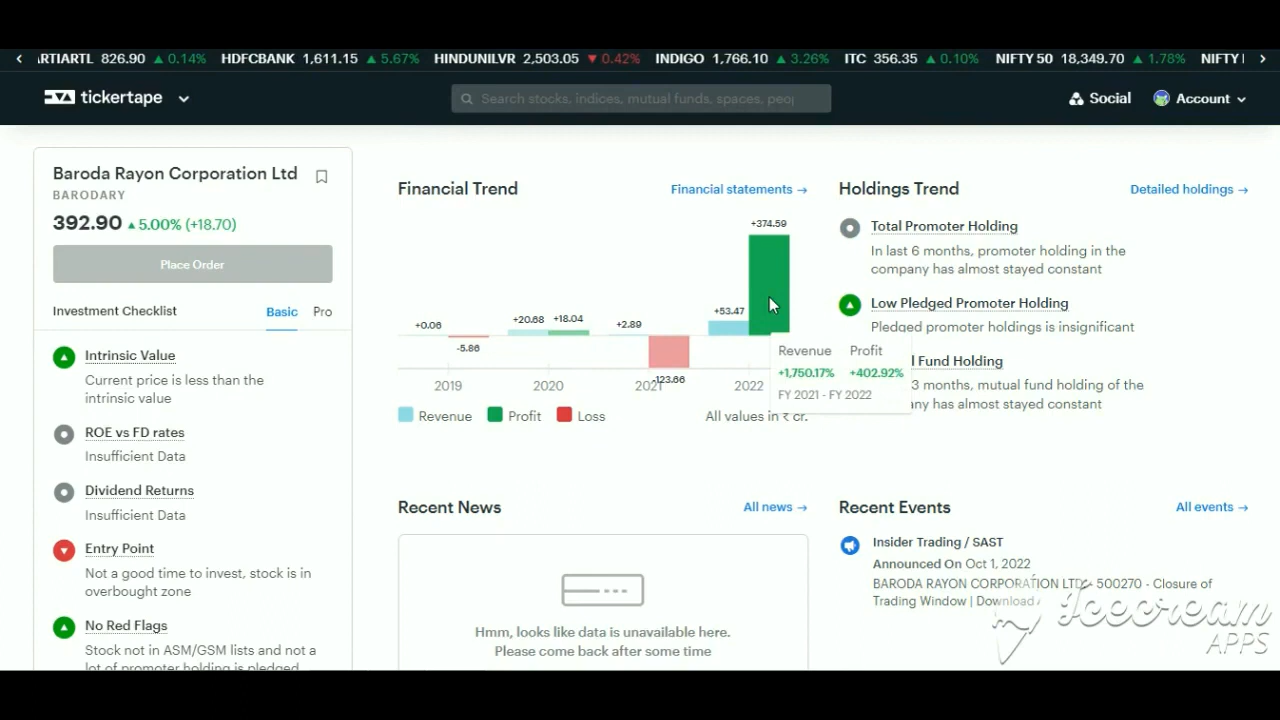 ARTIARTL 826.90 ▲ 0.14% HDFCBANK 1,611.15 ▲ 5.67% HINDUNILVR 2,503.05 ▼ 0.42% INDIGO 1,766.10 ▲ 3.26% ITC 356.35 ▲ 0.10% NIFTY 50 18,349.70 ▲ 1.78% NIFTY
tickertape
Search stocks, indices, mutual funds, spaces, peop
Social
Account
Baroda Rayon Corporation Ltd
BARODARY
392.90 ▲ 5.00% (+18.70)
Place Order
Investment Checklist Basic Pro
Intrinsic Value
Current price is less than the
intrinsic value
ROE vs FD rates
Insufficient Data
Dividend Returns
Insufficient Data
Entry Point
Not a good time to invest, stock is in
overbought zone
No Red Flags
Stock not in ASM/GSM lists and not a
lot of promoter holding is pledged
Financial Trend Financial statements →
+374.59
+53.47
+20.68 +18.04
+0.06 +2.89
-5.86
-123.66
2019 2020 2021 2022
Revenue Profit
+1,750.17% +402.92%
FY 2021 - FY 2022
Revenue Profit Loss All values in ₹ cr.
Holdings Trend Detailed holdings →
Total Promoter Holding
In last 6 months, promoter holding in the
company has almost stayed constant
Low Pledged Promoter Holding
Pledged promoter holdings is insignificant
l Fund Holding
3 months, mutual fund holding of the
any has almost stayed constant
Recent News All news →
Hmm, looks like data is unavailable here.
Please come back after some time
Recent Events All events →
Insider Trading / SAST
Announced On Oct 1, 2022
BARODA RAYON CORPORATION LTD. - 500270 - Closure of
Trading Window | Download
Icecream
APPS